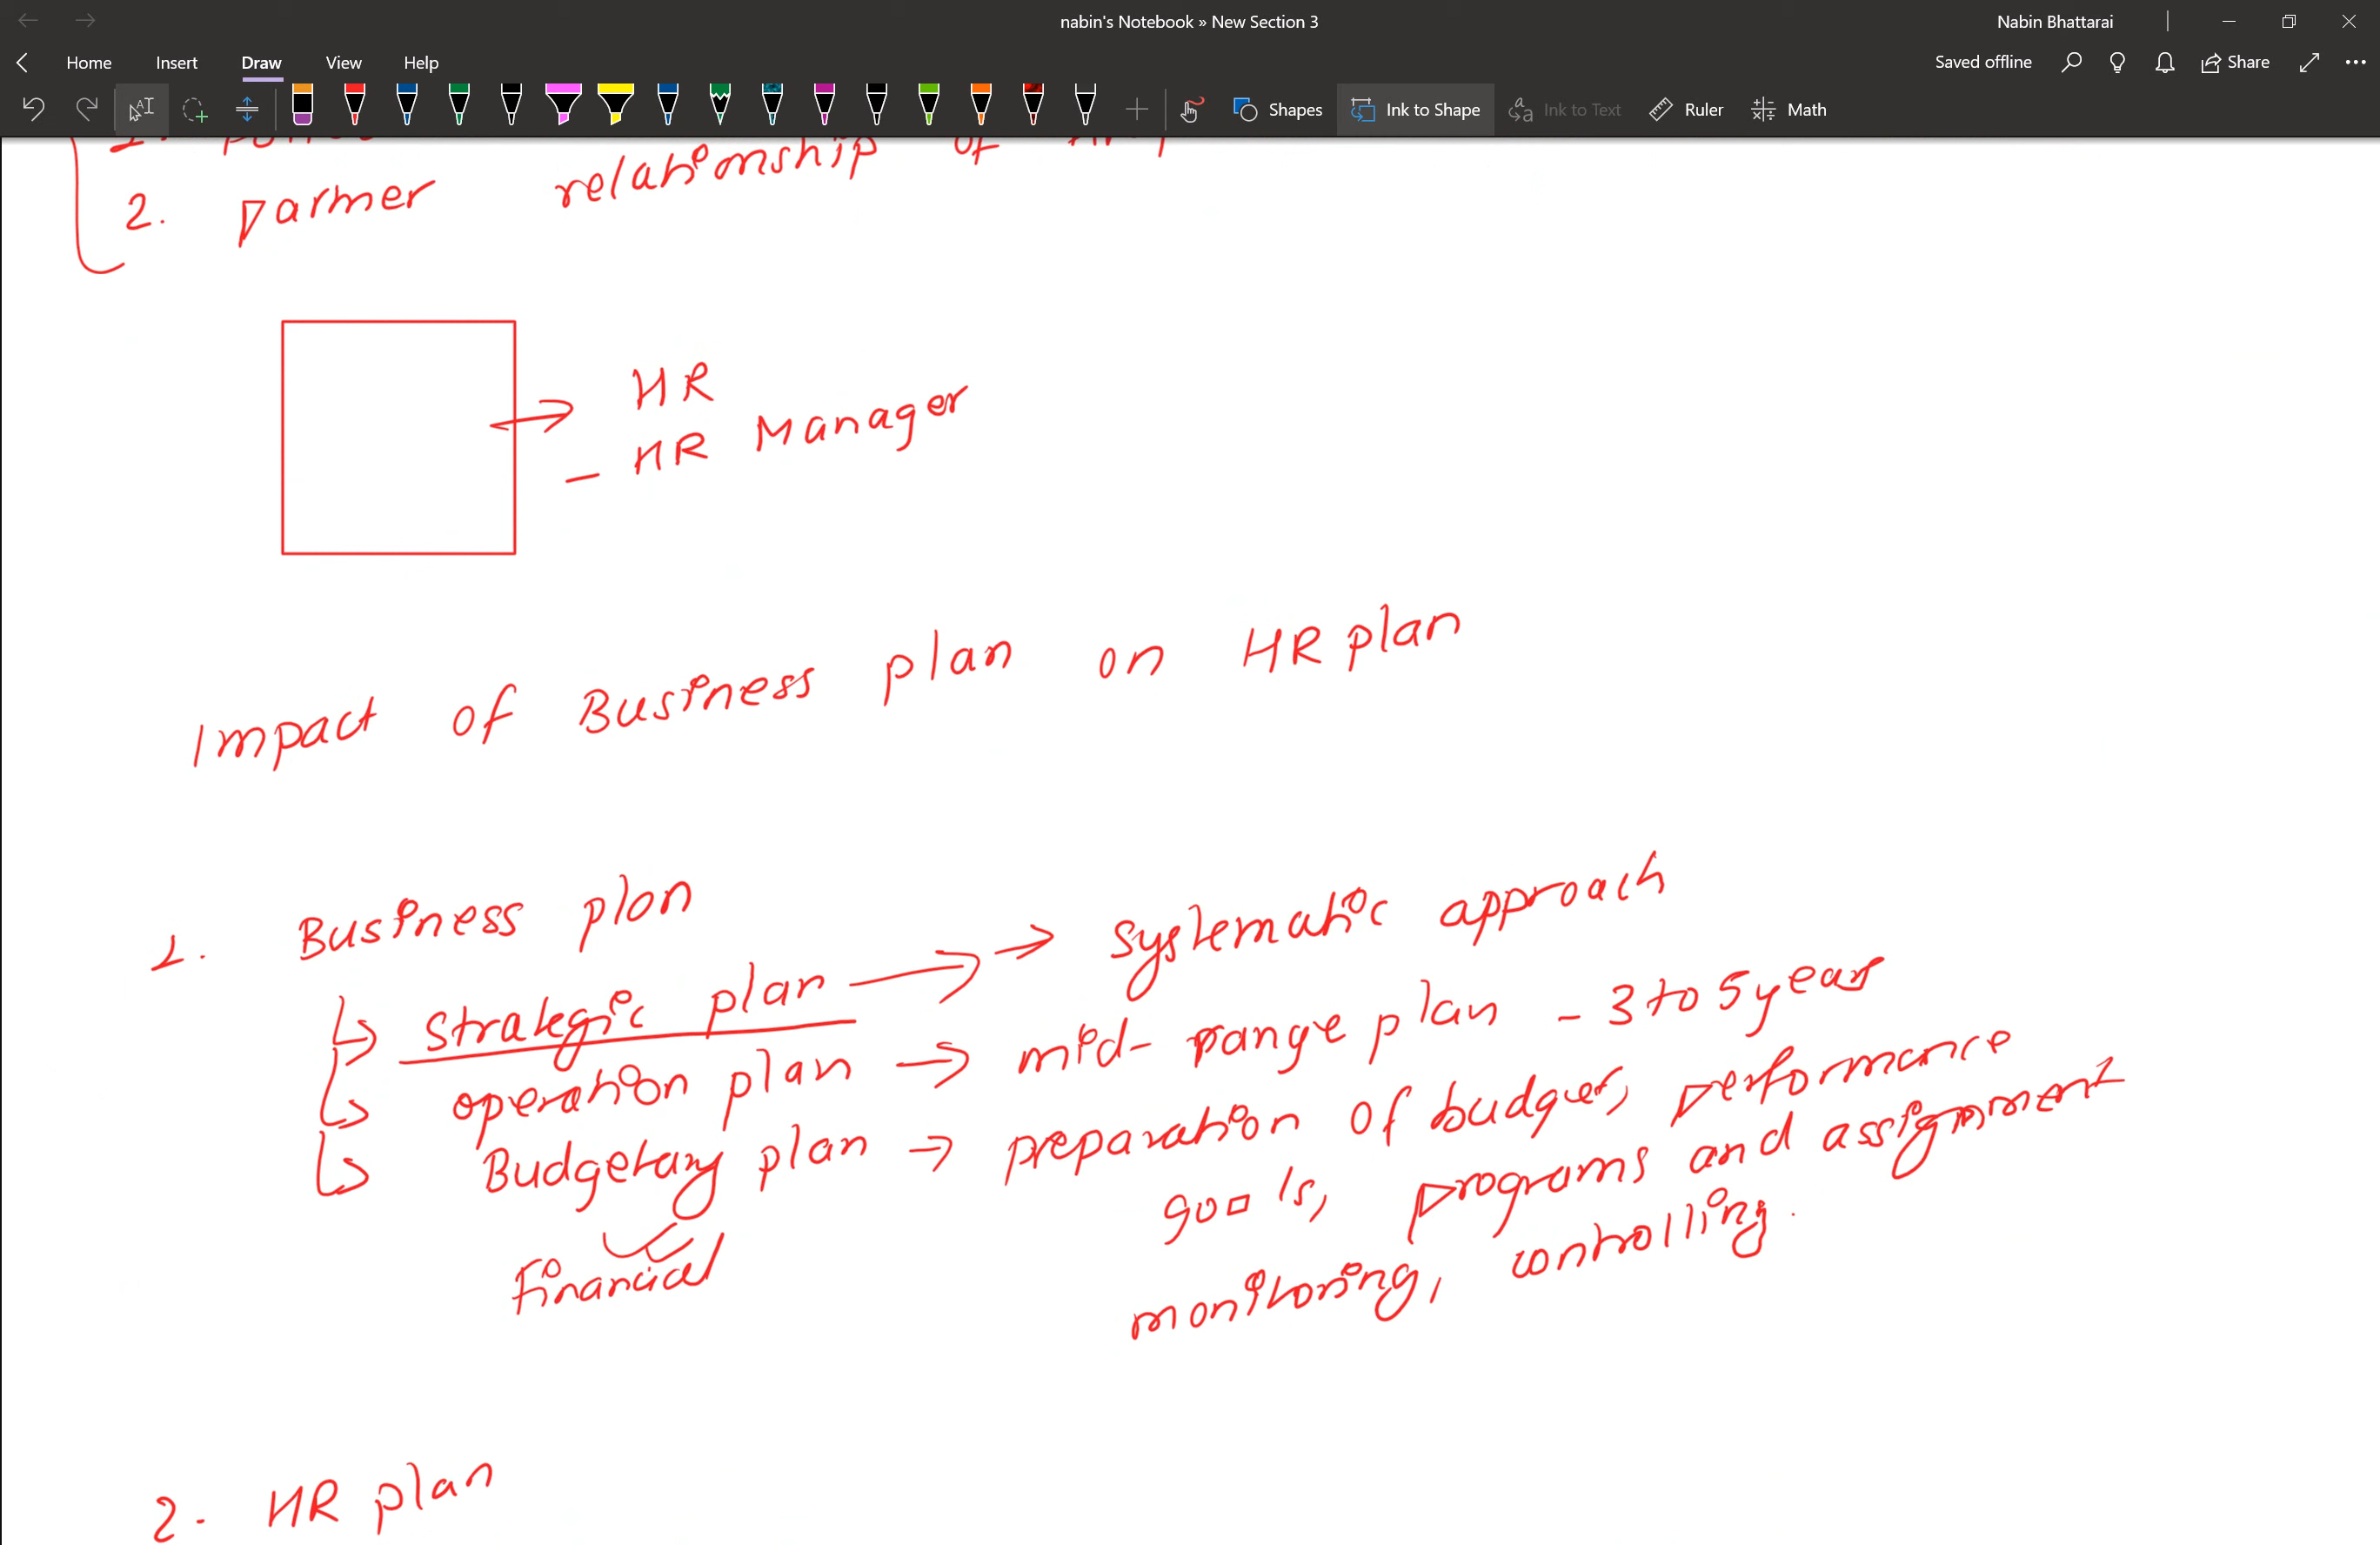 nabin's Notebook » New Section 3
Nabin Bhattarai
Home Insert Draw View Help
Saved offline
Share
Shapes
Ink to Shape
Ink to Text
Ruler
Math
relationship of
2. Partner
HR
- HR Manager
Impact of Business plan on HR plan
1. Business plan
strategic plan → → systematic approach
operation plan → mid-range plan - 3 to 5 years
Budgetary plan → preparation of budget, performance
goals, programs and assignment
monitoring, controlling.
financial
2. HR plan